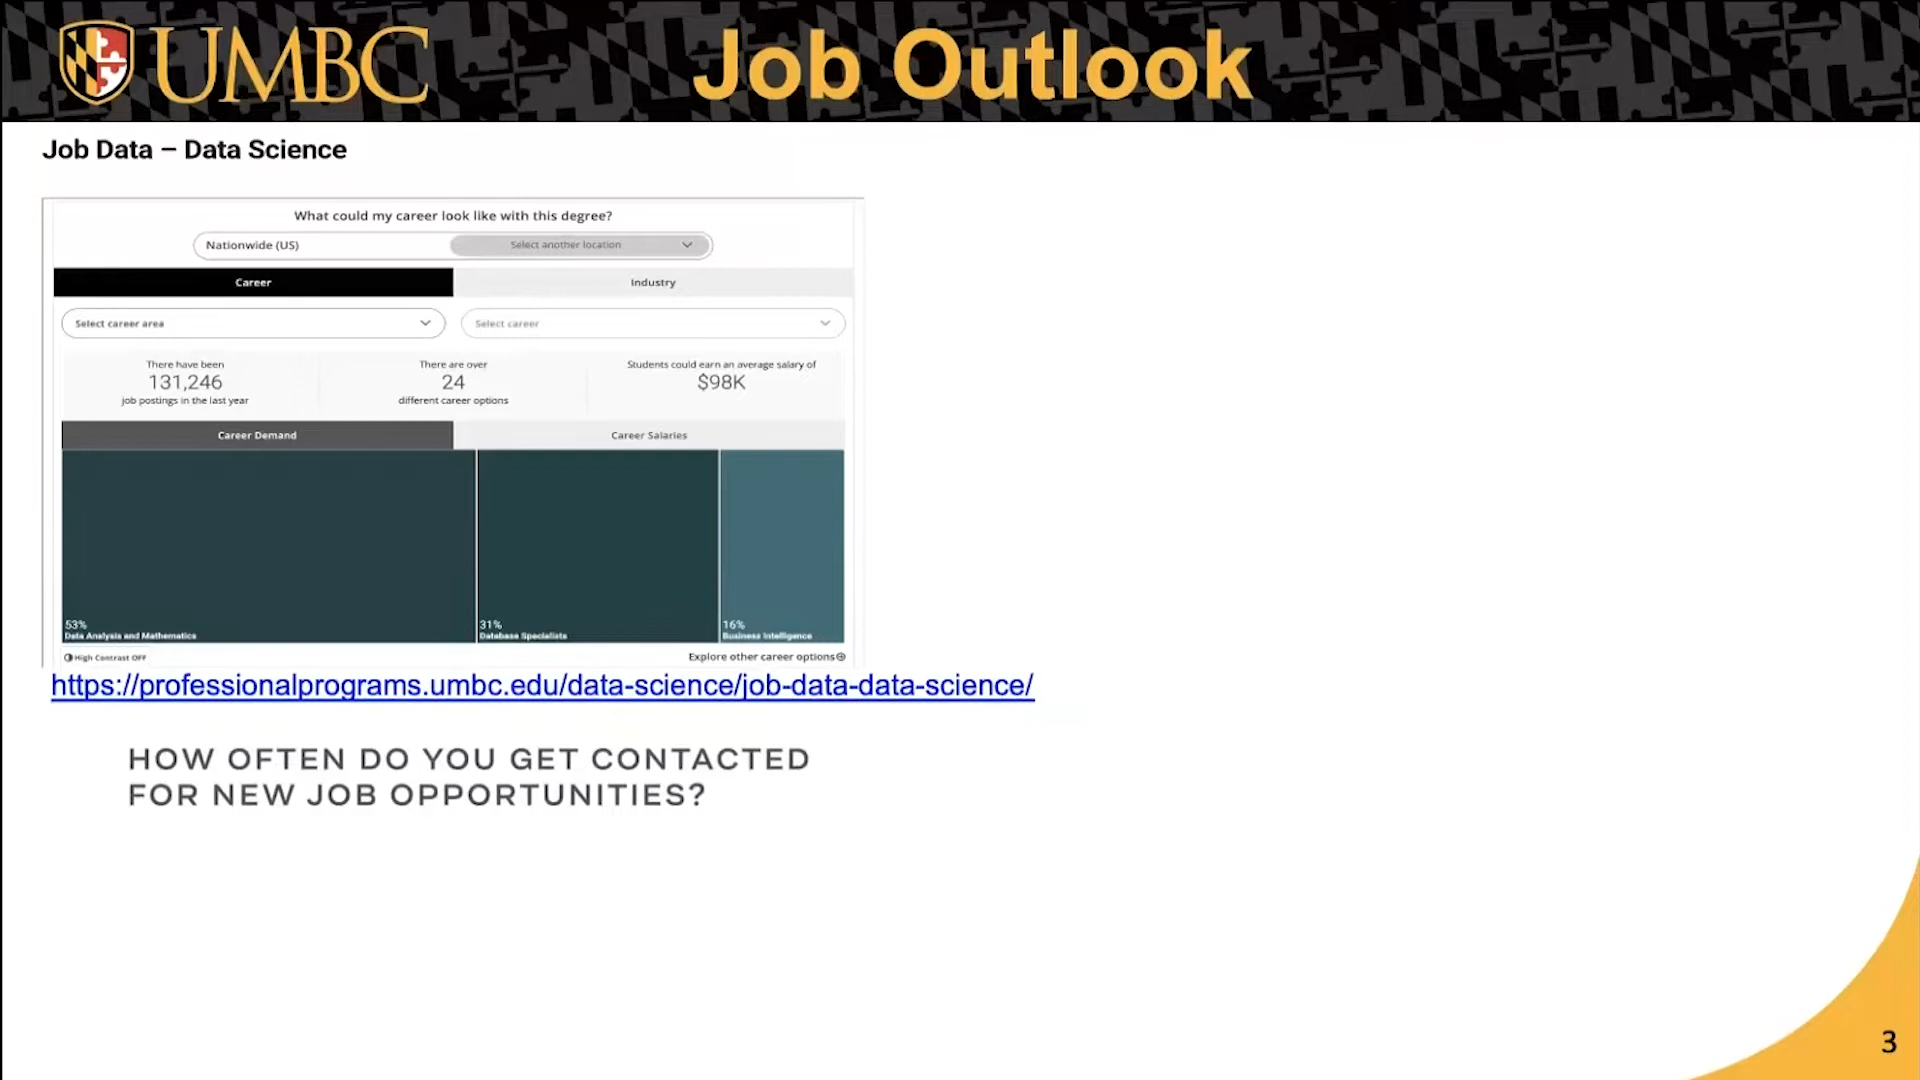 UMBC
Job Outlook
Job Data – Data Science
What could my career look like with this degree?
Nationwide (US)
Select another location
Career
Industry
Select career area
Select career
There have been
131,246
job postings in the last year
There are over
24
different career options
Students could earn an average salary of
$98K
Career Demand
Career Salaries
53%
Data Analysis and Mathematics
31%
Database Specialists
16%
Business Intelligence
High Contrast OFF
Explore other career options
https://professionalprograms.umbc.edu/data-science/job-data-data-science/
HOW OFTEN DO YOU GET CONTACTED
FOR NEW JOB OPPORTUNITIES?
3